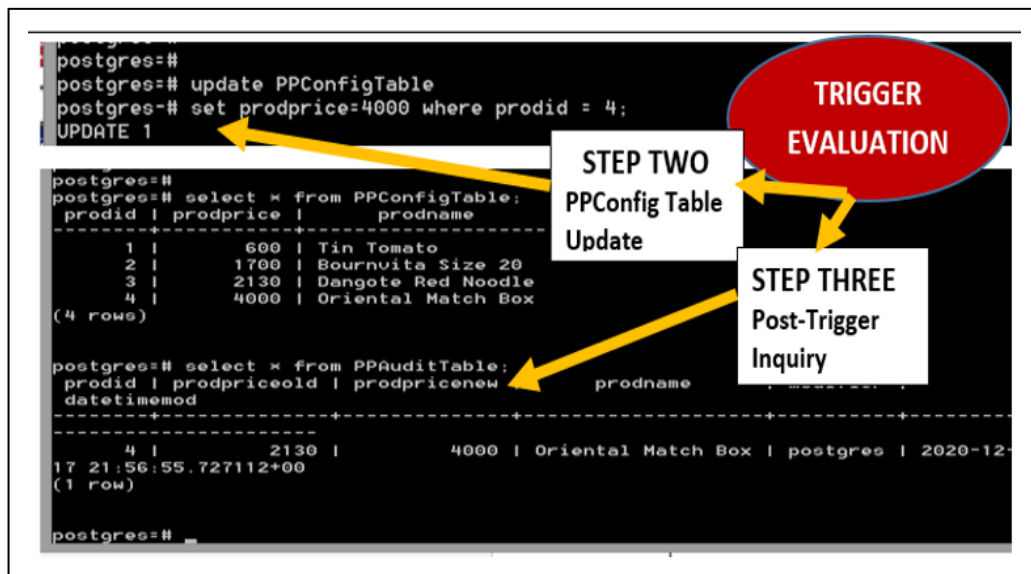 postgres=#
postgres=#
postgres=# update PPConfigTable
postgres-# set prodprice=4000 where prodid = 4;
UPDATE 1
TRIGGER
EVALUATION
STEP TWO
PPConfig Table
Update
postgres=#
postgres=# select * from PPConfigTable;
prodid | prodprice | prodname
--------+-----------+----------------------
1 | 600 | Tin Tomato
2 | 1700 | Bournvita Size 20
3 | 2130 | Dangote Red Noodle
4 | 4000 | Oriental Match Box
(4 rows)
STEP THREE
Post-Trigger
Inquiry
postgres=# select * from PPAuditTable;
prodid | prodpriceold | prodpricenew | prodname | |
datetimemod
--------+--------------+--------------+----------------------+----------+----------
----------------------
4 | 2130 | 4000 | Oriental Match Box | postgres | 2020-12-
17 21:56:55.727112+00
(1 row)
postgres=# _